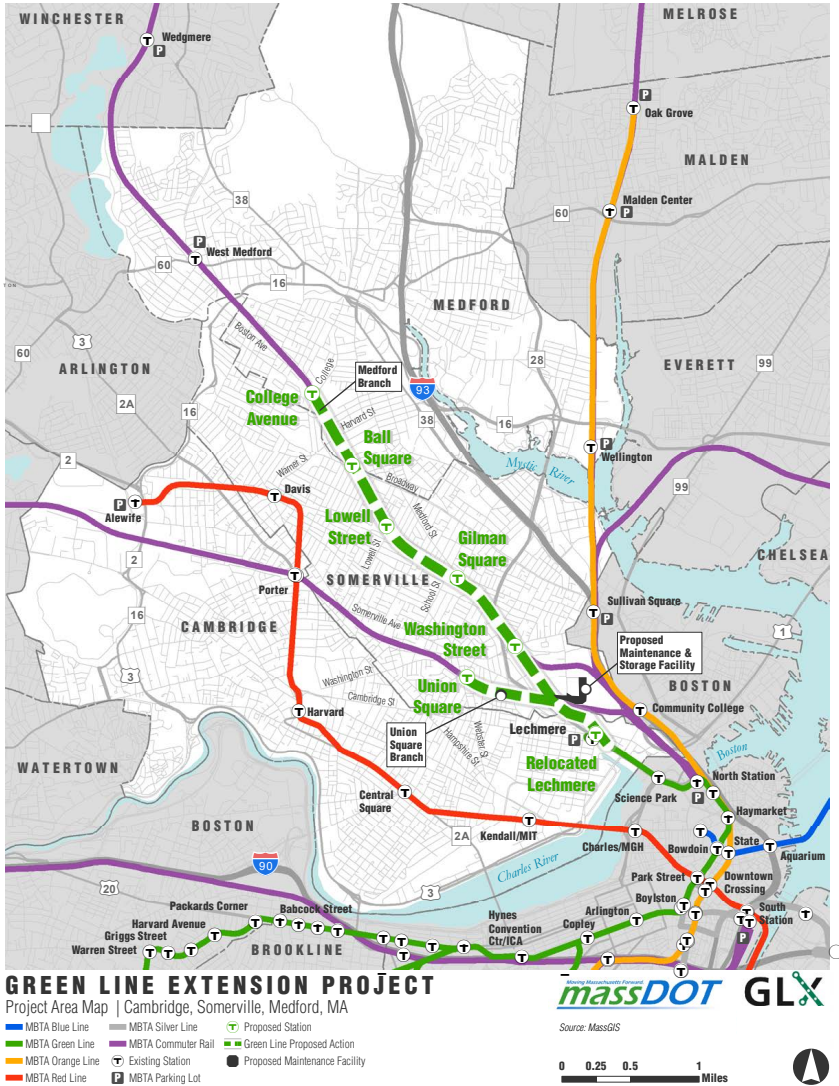 WINCHESTER
MELROSE
Wedgmere
P
P
Oak Grove
MALDEN
38
Malden Center
P
60
P
West Medford
60
16
MEDFORD
3
Boston Ave
60
ARLINGTON
28
EVERETT
99
College
Medford
Branch
93
2A
16
College
Avenue
Harvard St
38
16
Ball
Square
P
Wellington
2
Warner St
Mystic River
Broadway
99
Davis
P
Alewife
Lowell
Street
Medford St
Gilman
Square
CHELSEA
2
Lowell St
Porter
SOMERVILLE
School St
Sullivan Square
P
16
CAMBRIDGE
Somerville Ave
Washington
Street
1
Proposed
Maintenance &
Storage Facility
3
Washington St
Union
Square
BOSTON
Cambridge St
Harvard
Community College
Union
Square
Branch
Webster St
Hampshire St
Lechmere
P
Boston
WATERTOWN
Relocated
Lechmere
North Station
P
Science Park
Central
Square
Haymarket
BOSTON
2A
Kendall/MIT
Charles/MGH
State
Bowdoin
Aquarium
90
Charles River
Park Street
Downtown
Crossing
20
3
Boylston
Packards Corner
Babcock Street
Hynes
Convention
Ctr/ICA
Arlington
Copley
South
Station
Harvard Avenue
Griggs Street
Warren Street
BROOKLINE
P
GREEN LINE EXTENSION PROJECT
Project Area Map | Cambridge, Somerville, Medford, MA
Moving Massachusetts Forward.
massDOT
GLX
MBTA Blue Line
MBTA Silver Line
Proposed Station
MBTA Green Line
MBTA Commuter Rail
Green Line Proposed Action
MBTA Orange Line
Existing Station
Proposed Maintenance Facility
MBTA Red Line
P MBTA Parking Lot
Source: MassGIS
0 0.25 0.5 1
Miles